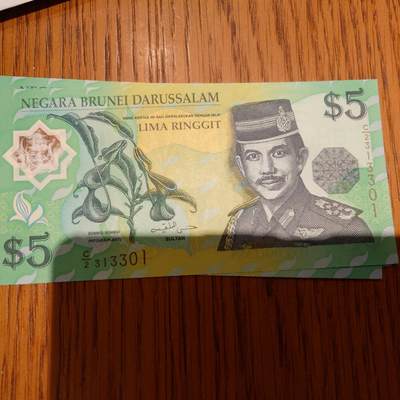 NEGARA BRUNEI DARUSSALAM
$5
LIMA RINGGIT
C/2 313301
SULTAN
$5
C/2 313301